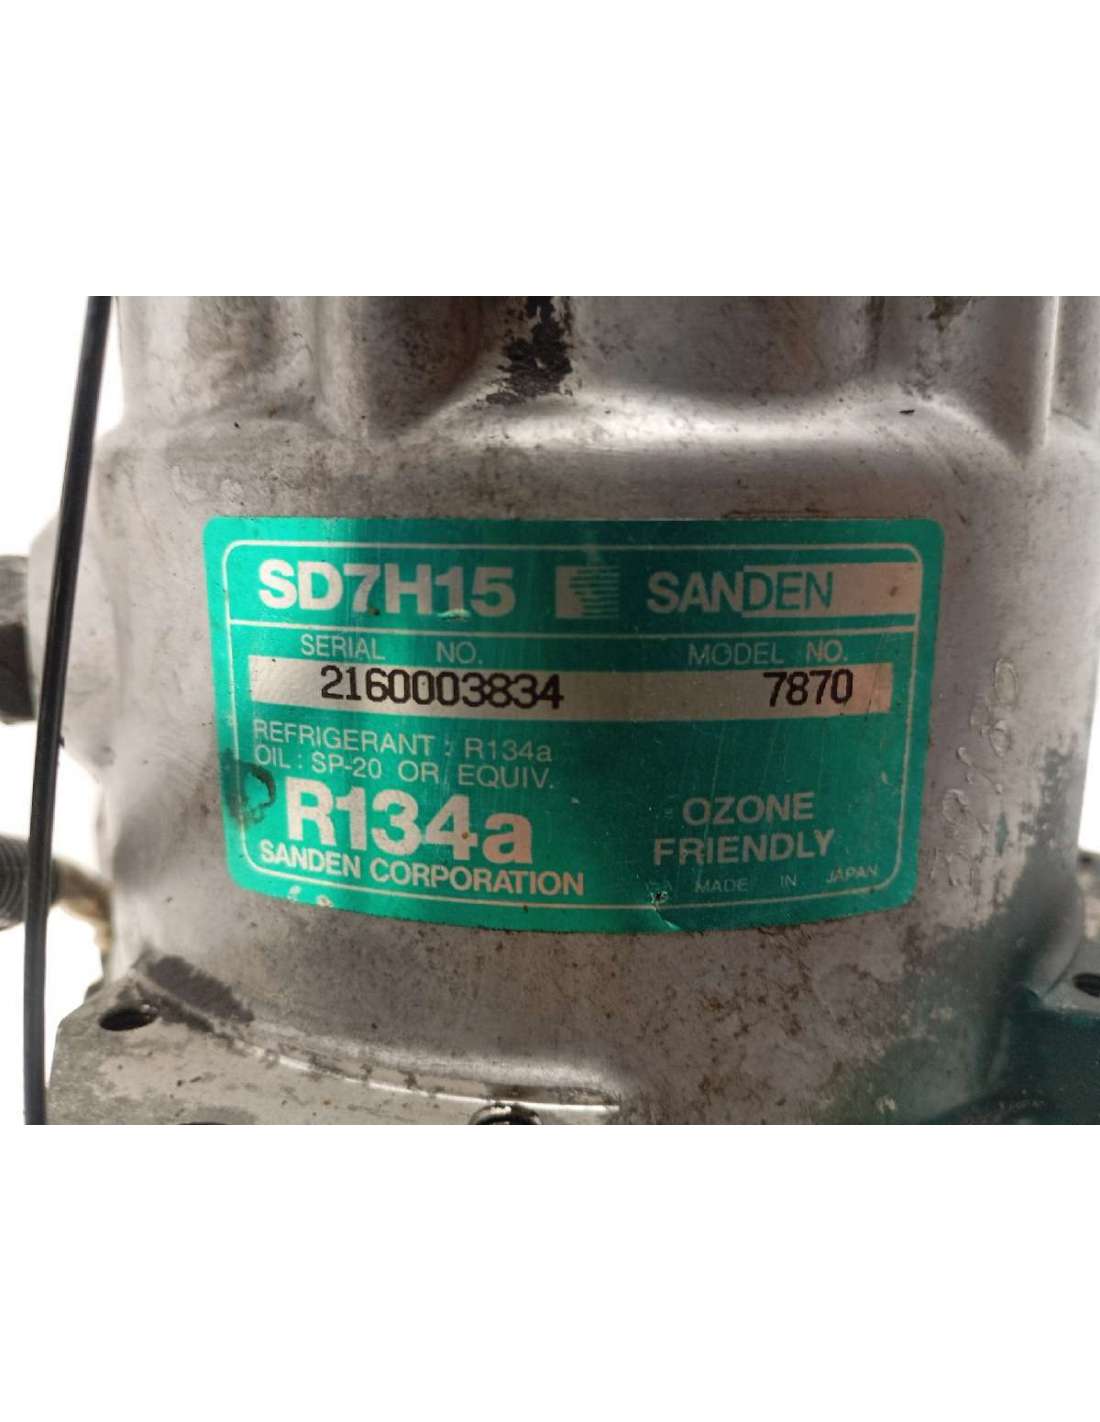 SD7H15 SANDEN
SERIAL NO. MODEL NO.
2160003834 7870
REFRIGERANT : R134a
OIL : SP-20 OR EQUIV.
R134a
SANDEN CORPORATION
OZONE
FRIENDLY
MADE IN JAPAN